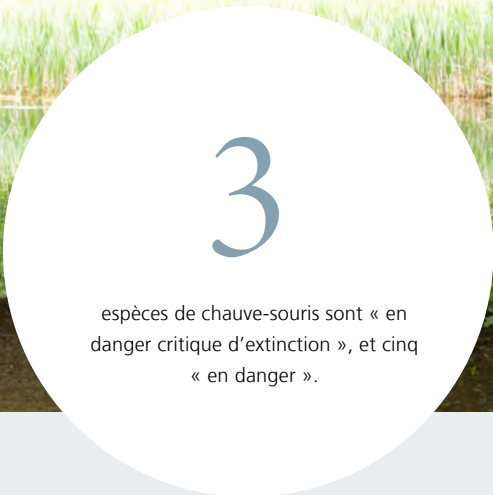 3
espèces de chauve-souris sont « en
danger critique d’extinction », et cinq
« en danger ».